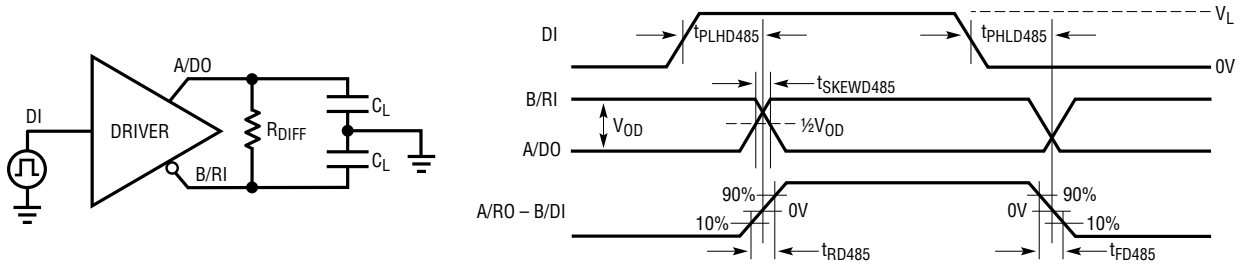 A/DO
DI
DRIVER
R_DIFF
C_L
C_L
B/RI
DI
t_PLHD485
t_PHLD485
V_L
0V
t_SKEWD485
B/RI
V_OD
½V_OD
A/DO
90%
90%
A/RO – B/DI
0V
0V
10%
10%
t_RD485
t_FD485